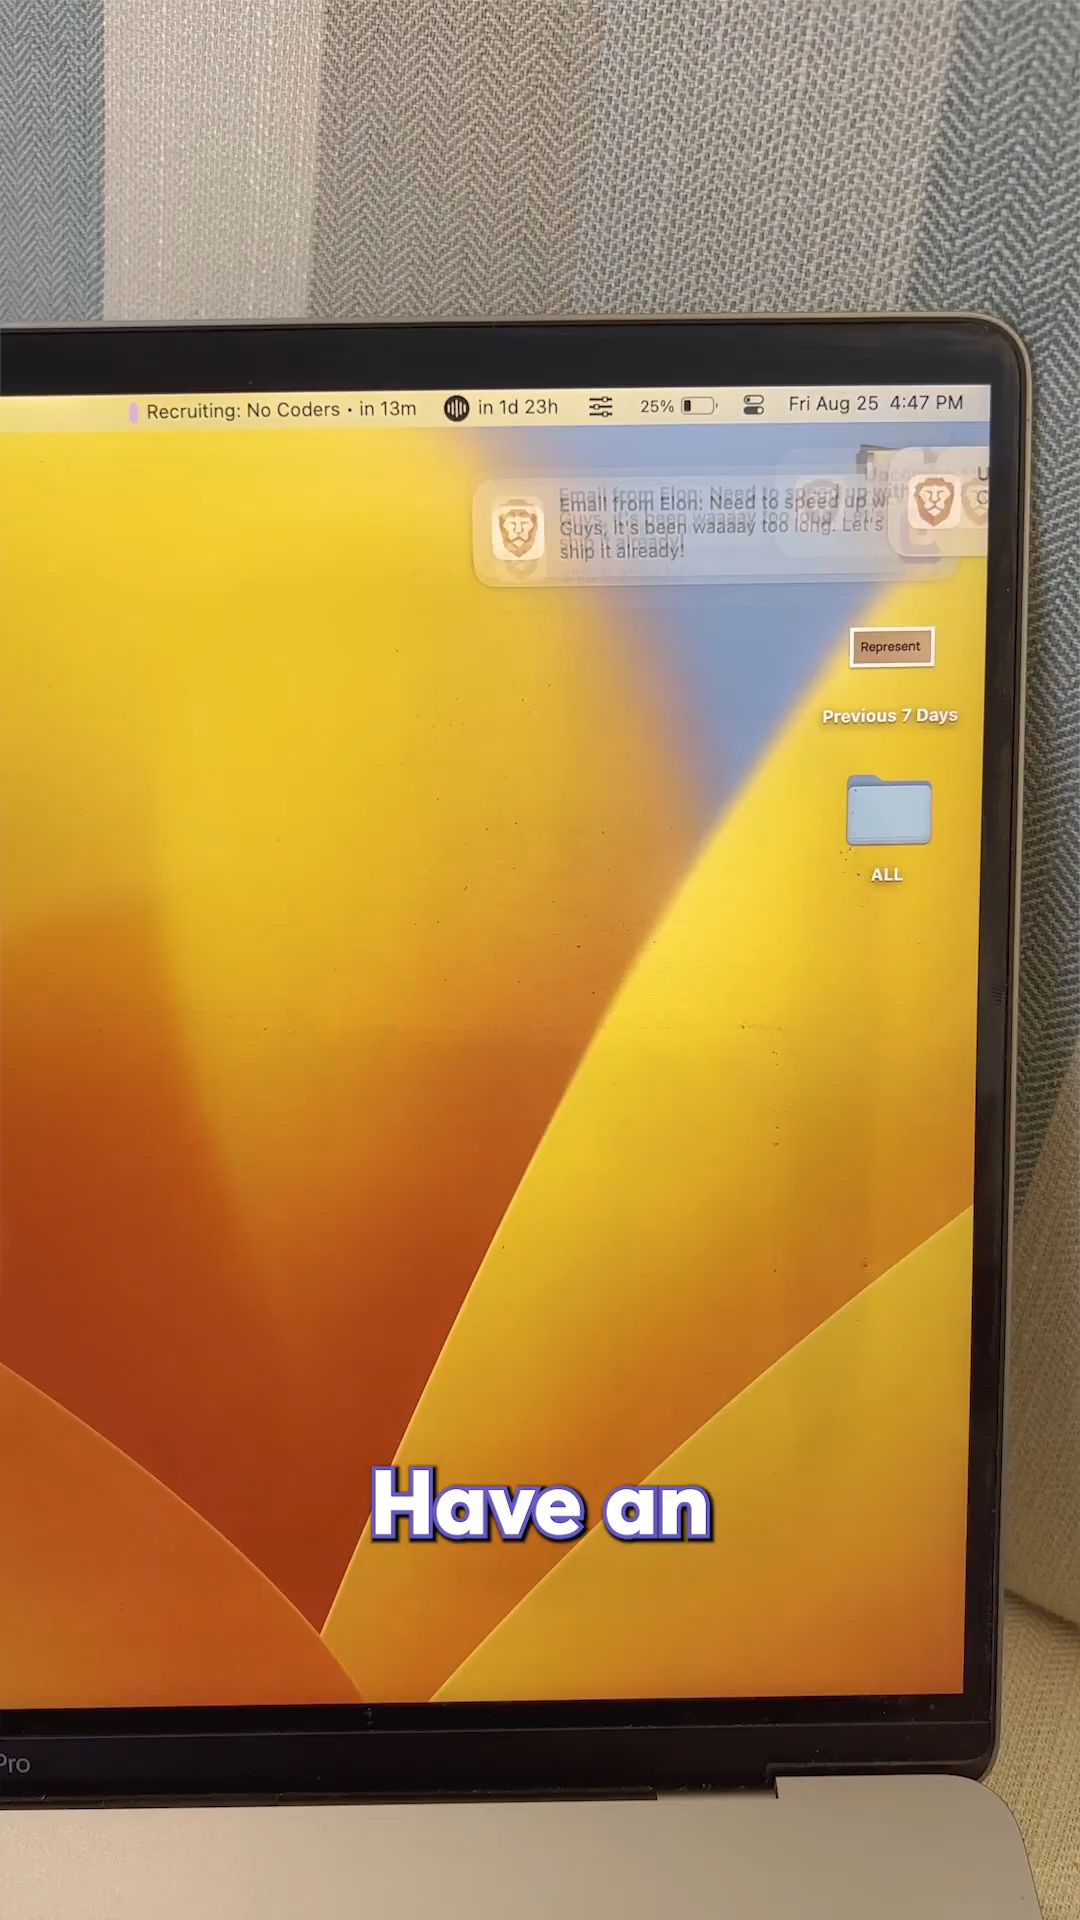 Recruiting: No Coders • in 13m in 1d 23h 25% Fri Aug 25 4:47 PM
Email from Elon: Need to speed up w
Guys, it's been waaaay too long. Let's
ship it already!
Represent
Previous 7 Days
ALL
Have an
Pro